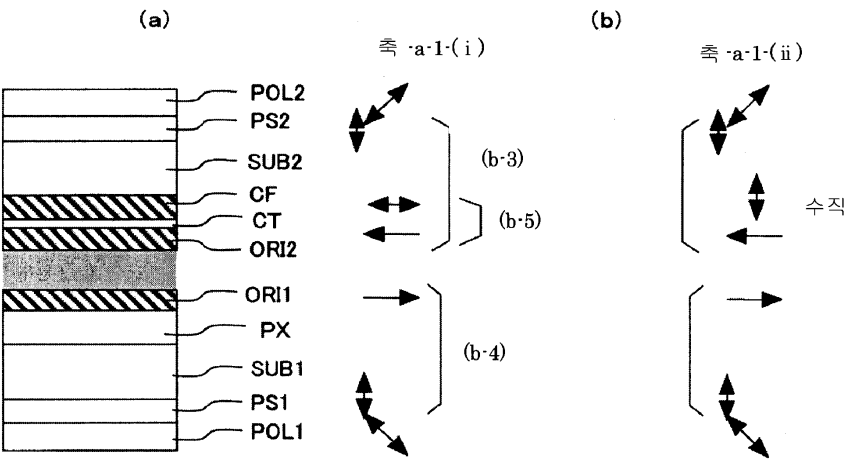 (a)
(b)
축 -a-1-(ⅰ)
축 -a-1-(ⅱ)
POL2
PS2
SUB2
CF
CT
ORI2
ORI1
PX
SUB1
PS1
POL1
(b-3)
(b-5)
(b-4)
수직